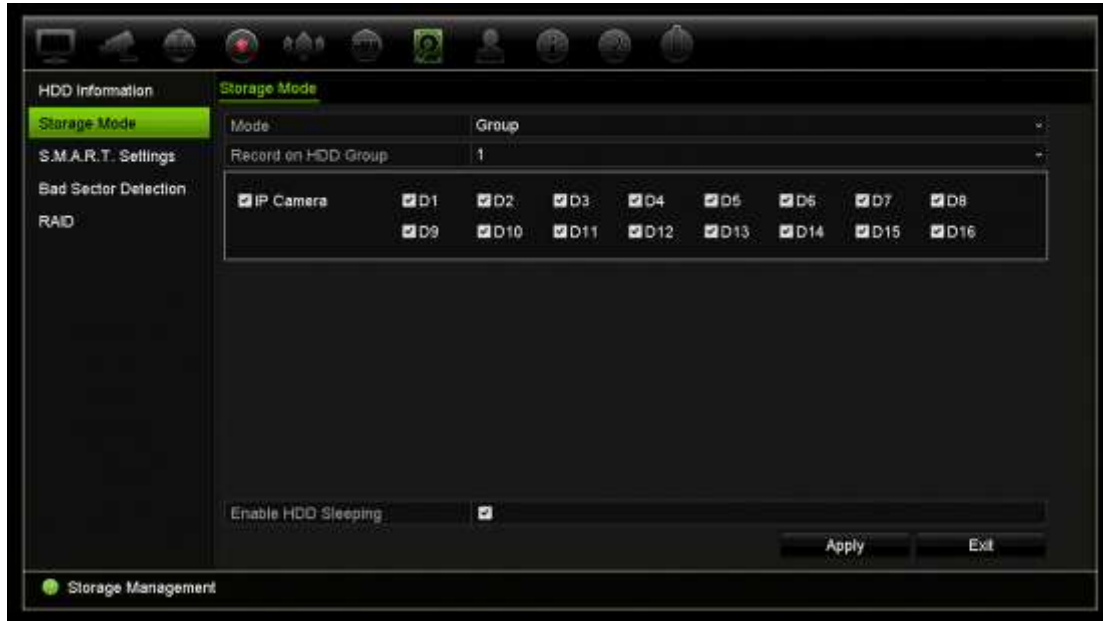 HDD Information
Storage Mode
S.M.A.R.T. Settings
Bad Sector Detection
RAID
Storage Mode
Mode Group
Record on HDD Group 1
IP Camera D1 D2 D3 D4 D5 D6 D7 D8
D9 D10 D11 D12 D13 D14 D15 D16
Enable HDD Sleeping
Apply Exit
Storage Management